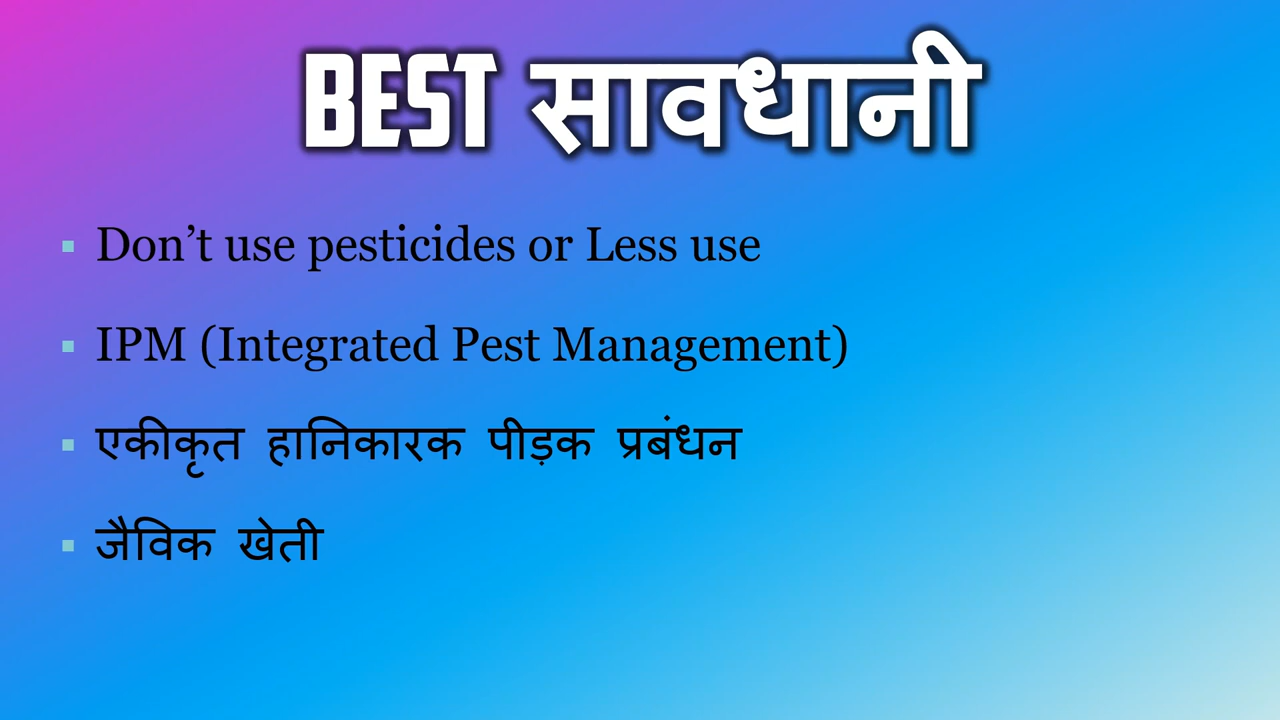 BEST सावधानी
▪ Don’t use pesticides or Less use
▪ IPM (Integrated Pest Management)
▪ एकीकृत हानिकारक पीड़क प्रबंधन
▪ जैविक खेती